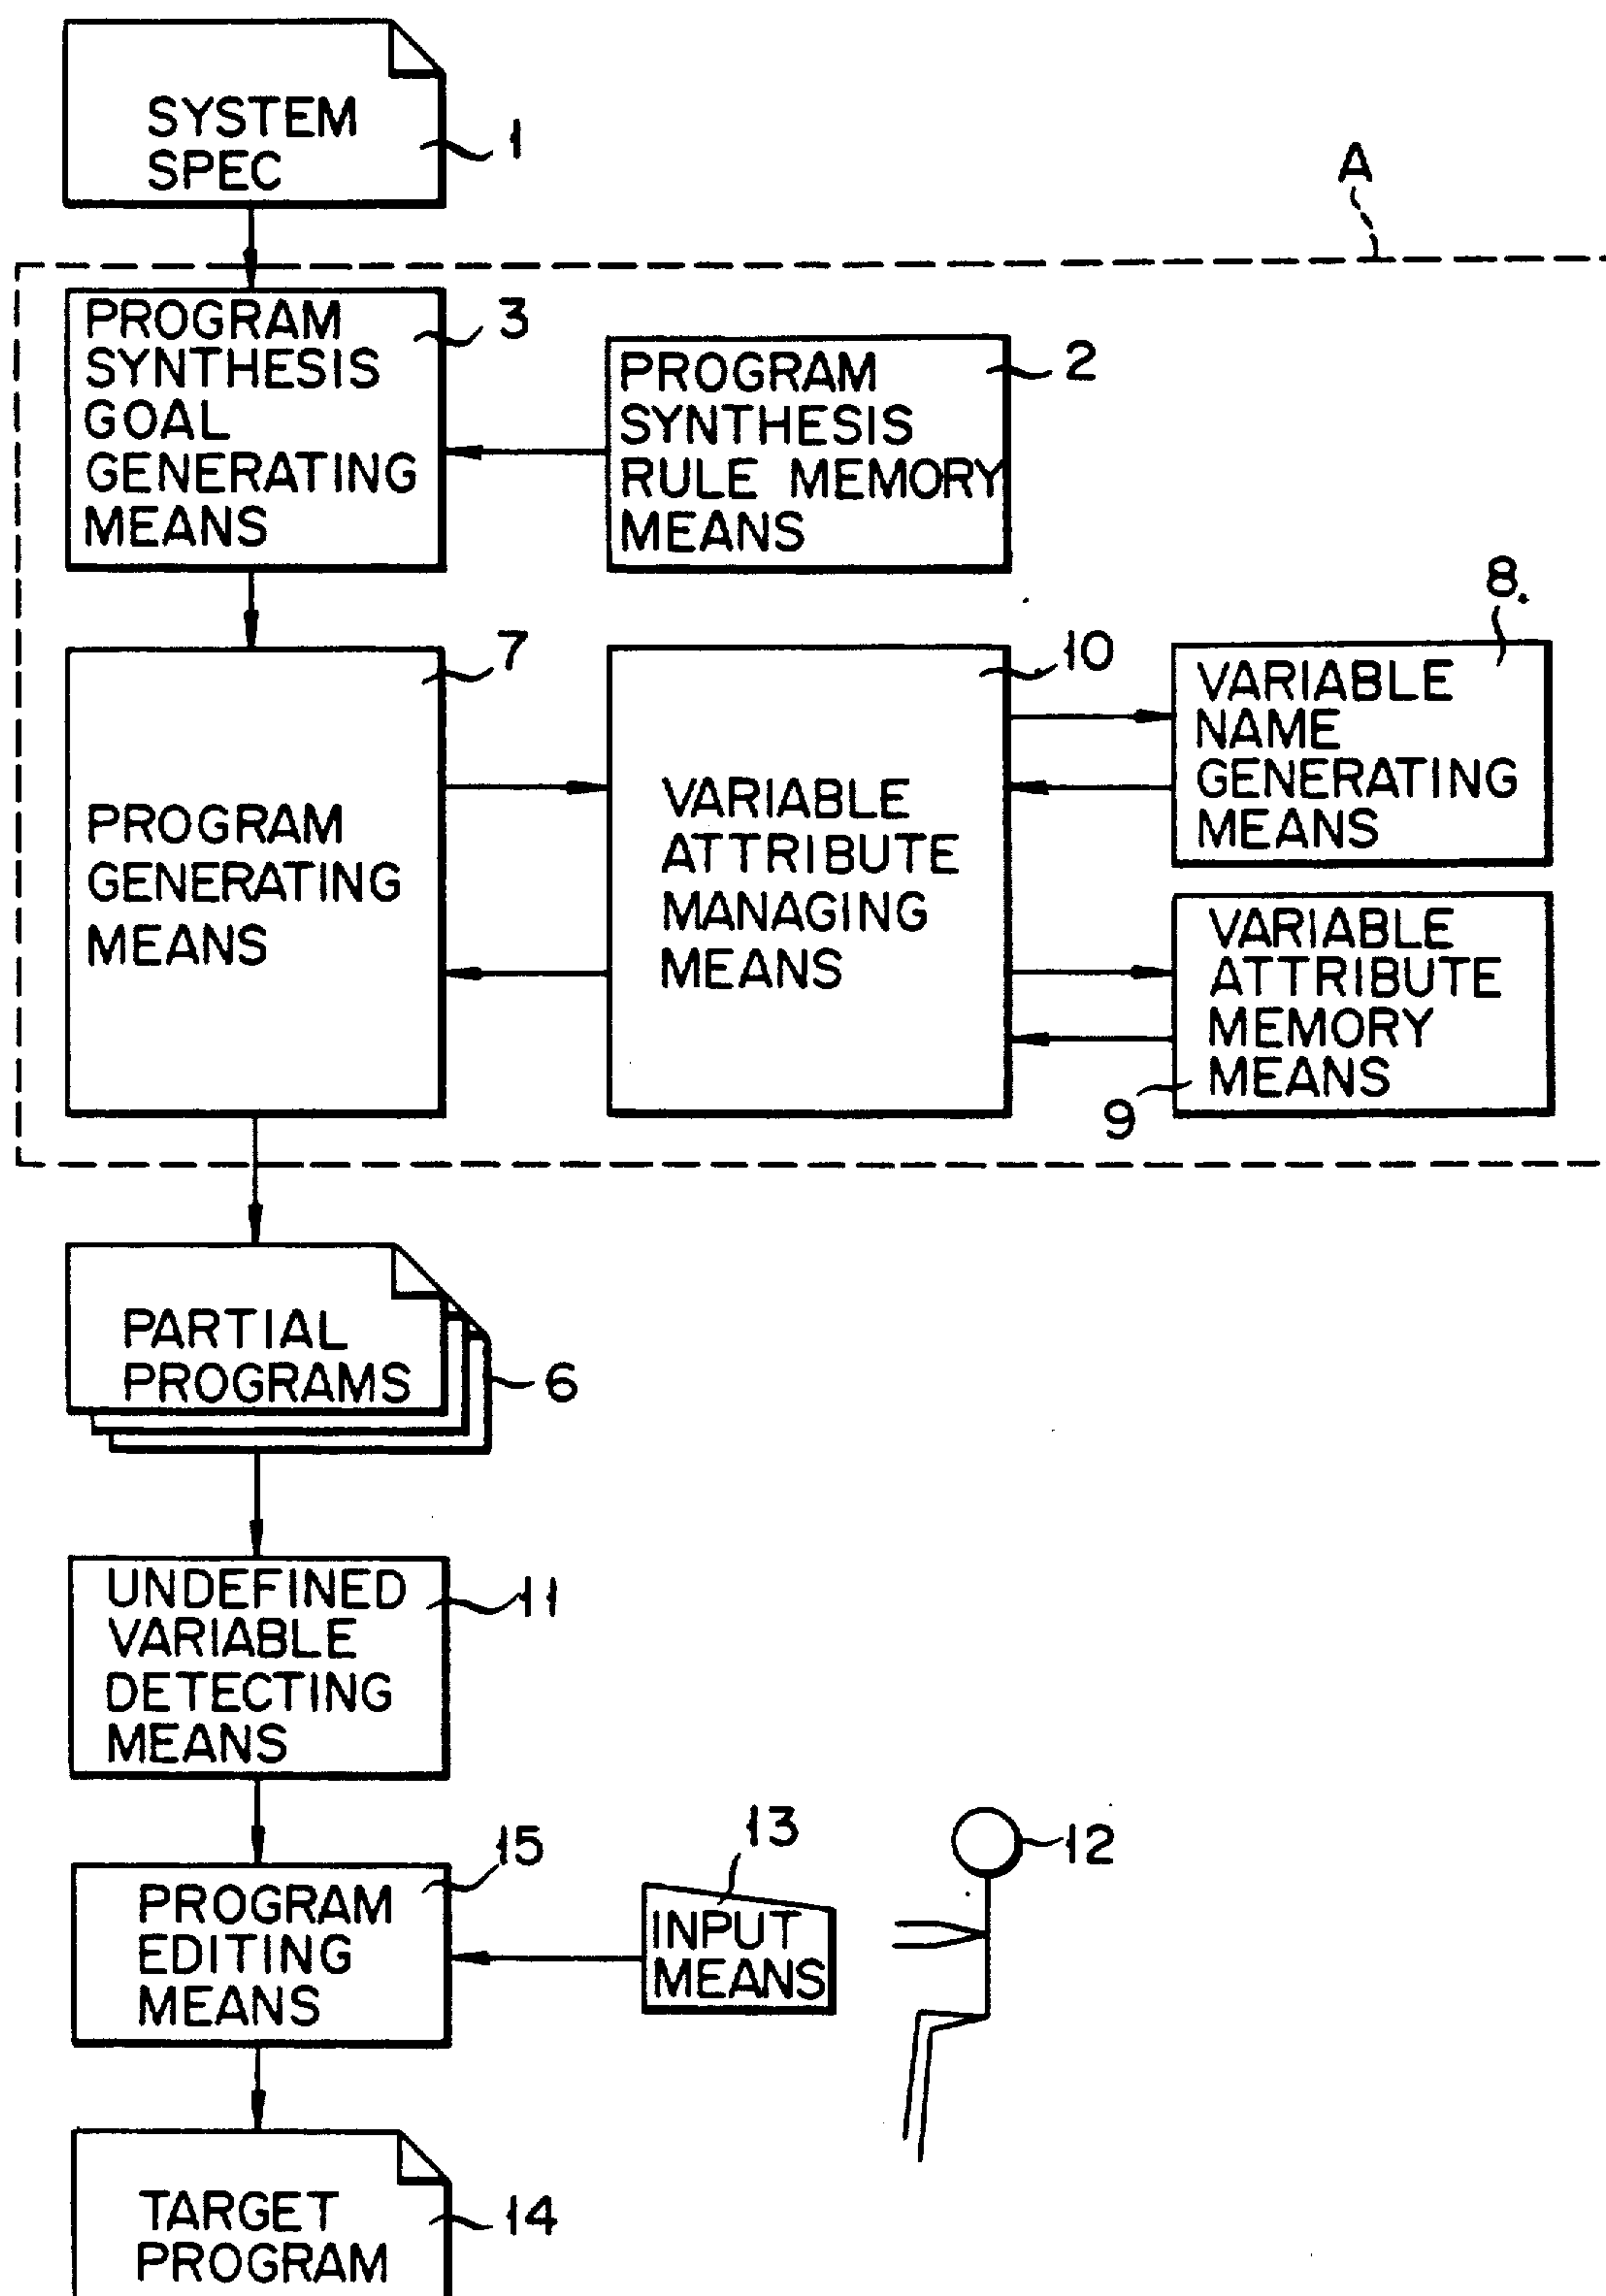 SYSTEM
SPEC
1
A
PROGRAM
SYNTHESIS
GOAL
GENERATING
MEANS
3
PROGRAM
SYNTHESIS
RULE MEMORY
MEANS
2
PROGRAM
GENERATING
MEANS
7
VARIABLE
ATTRIBUTE
MANAGING
MEANS
10
VARIABLE
NAME
GENERATING
MEANS
8
VARIABLE
ATTRIBUTE
MEMORY
MEANS
9
PARTIAL
PROGRAMS
6
UNDEFINED
VARIABLE
DETECTING
MEANS
11
PROGRAM
EDITING
MEANS
15
INPUT
MEANS
13
12
TARGET
PROGRAM
14